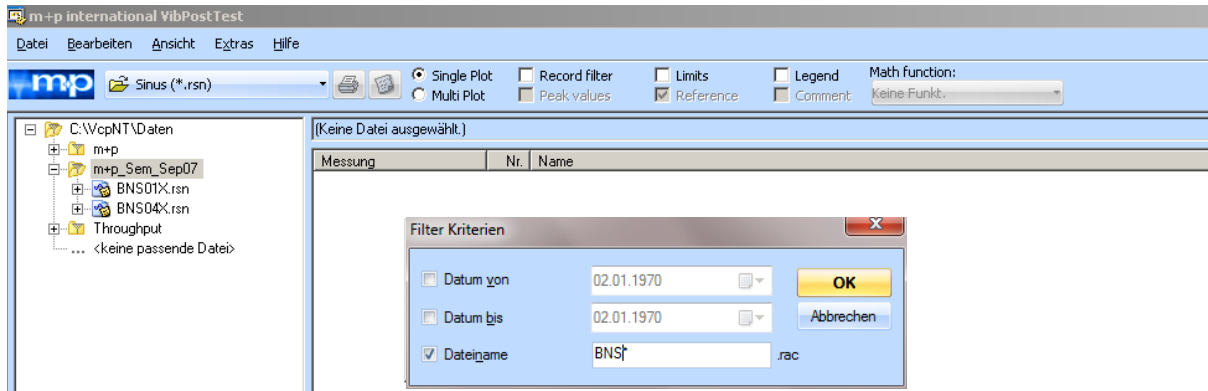 m+p international VibPostTest
Datei Bearbeiten Ansicht Extras Hilfe
m+p Sinus (*.rsn) Single Plot Record filter Limits Legend Math function:
Multi Plot Peak values Reference Comment Keine Funkt.
C:\VcpNT\Daten (Keine Datei ausgewählt.)
m+p
Messung Nr. Name
m+p_Sem_Sep07
BNS01X.rsn
BNS04X.rsn
Throughput
... <keine passende Datei>
Filter Kriterien
Datum von 02.01.1970 OK
Datum bis 02.01.1970 Abbrechen
Dateiname BNS* .rac